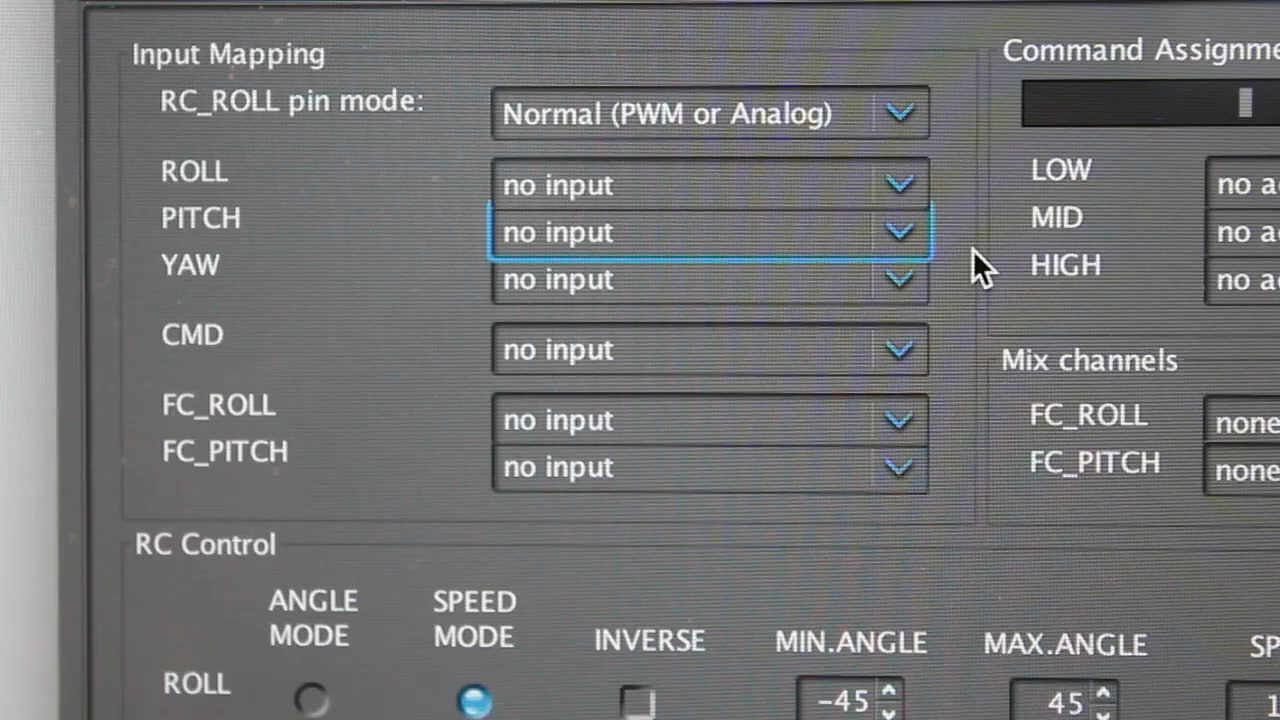 Input Mapping
RC_ROLL pin mode: Normal (PWM or Analog)
ROLL no input
PITCH no input
YAW no input
CMD no input
FC_ROLL no input
FC_PITCH no input
Command Assignme
LOW no a
MID no a
HIGH no a
Mix channels
FC_ROLL none
FC_PITCH none
RC Control
ANGLE MODE SPEED MODE INVERSE MIN.ANGLE MAX.ANGLE SP
ROLL -45 45 1